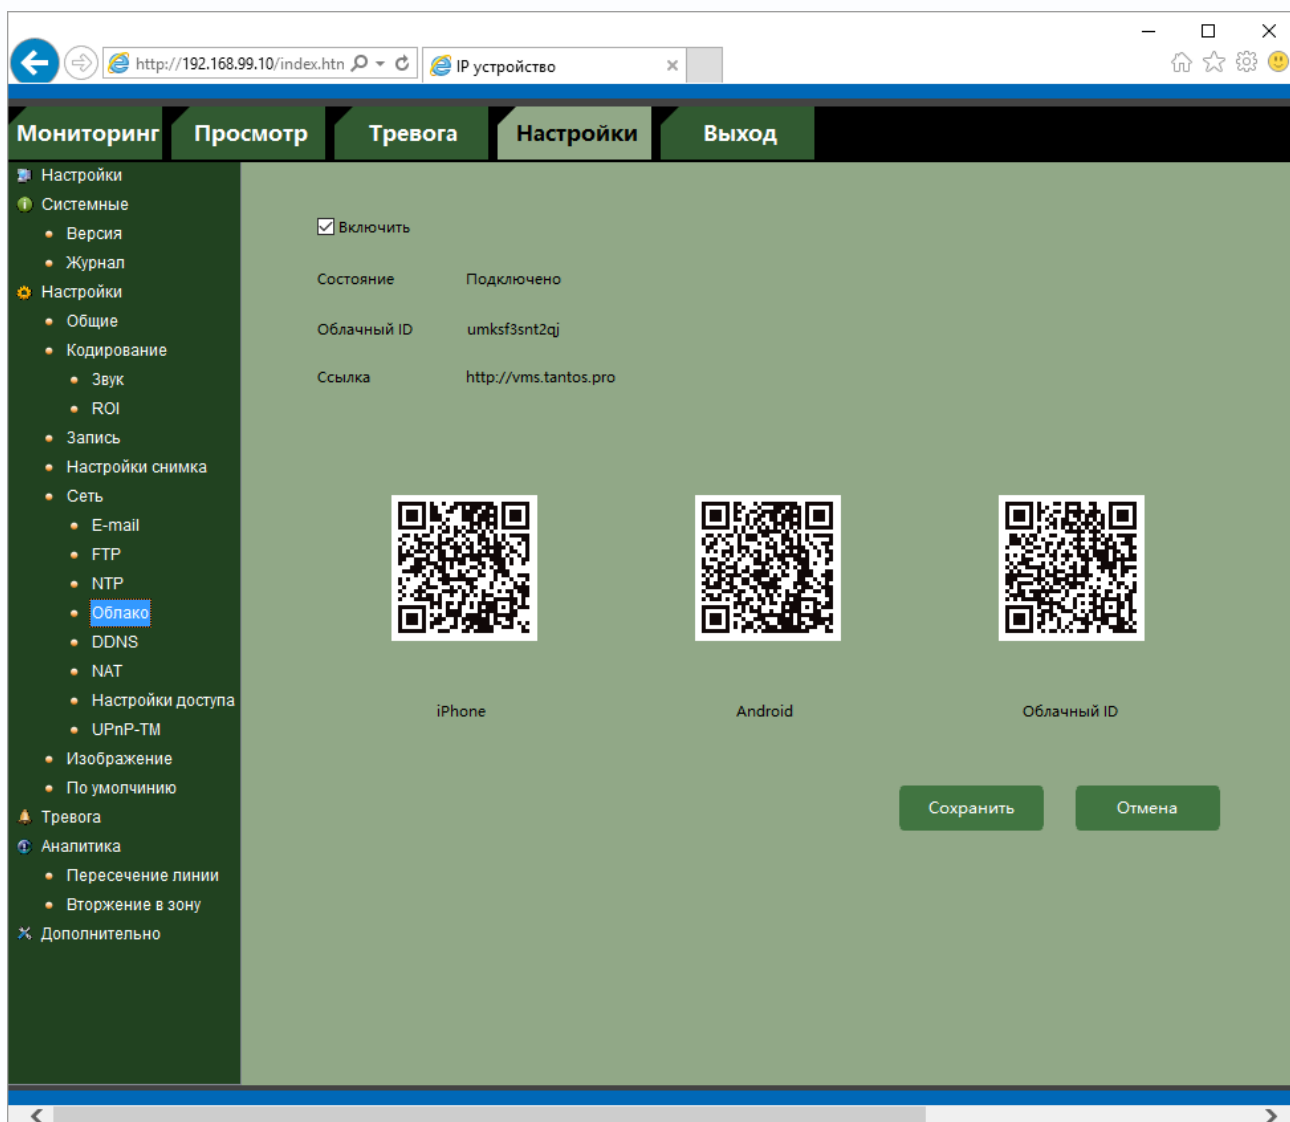 http://192.168.99.10/index.htn
IP устройство
Мониторинг
Просмотр
Тревога
Настройки
Выход
Настройки
Системные
Версия
Журнал
Настройки
Общие
Кодирование
Звук
ROI
Запись
Настройки снимка
Сеть
E-mail
FTP
NTP
Облако
DDNS
NAT
Настройки доступа
UPnP-TM
Изображение
По умолчинию
Тревога
Аналитика
Пересечение линии
Вторжение в зону
Дополнительно
Включить
Состояние Подключено
Облачный ID umksf3snt2qj
Ссылка http://vms.tantos.pro
iPhone
Android
Облачный ID
Сохранить
Отмена